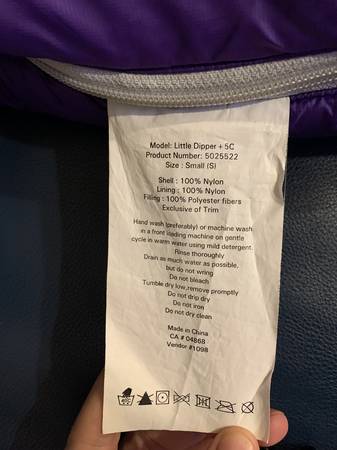 Model: Little Dipper + 5C
Product Number: 5025522
Size : Small (S)
Shell : 100% Nylon
Lining : 100% Nylon
Filling : 100% Polyester fibers
Exclusive of Trim
Hand wash (preferably) or machine wash
in a front loading machine on gentle
cycle in warm water using mild detergent.
Rinse thoroughly
Drain as much water as possible,
but do not wring
Do not bleach
Tumble dry low,remove promptly
Do not drip dry
Do not iron
Do not dry clean
Made in China
CA # 04868
Vendor #1098